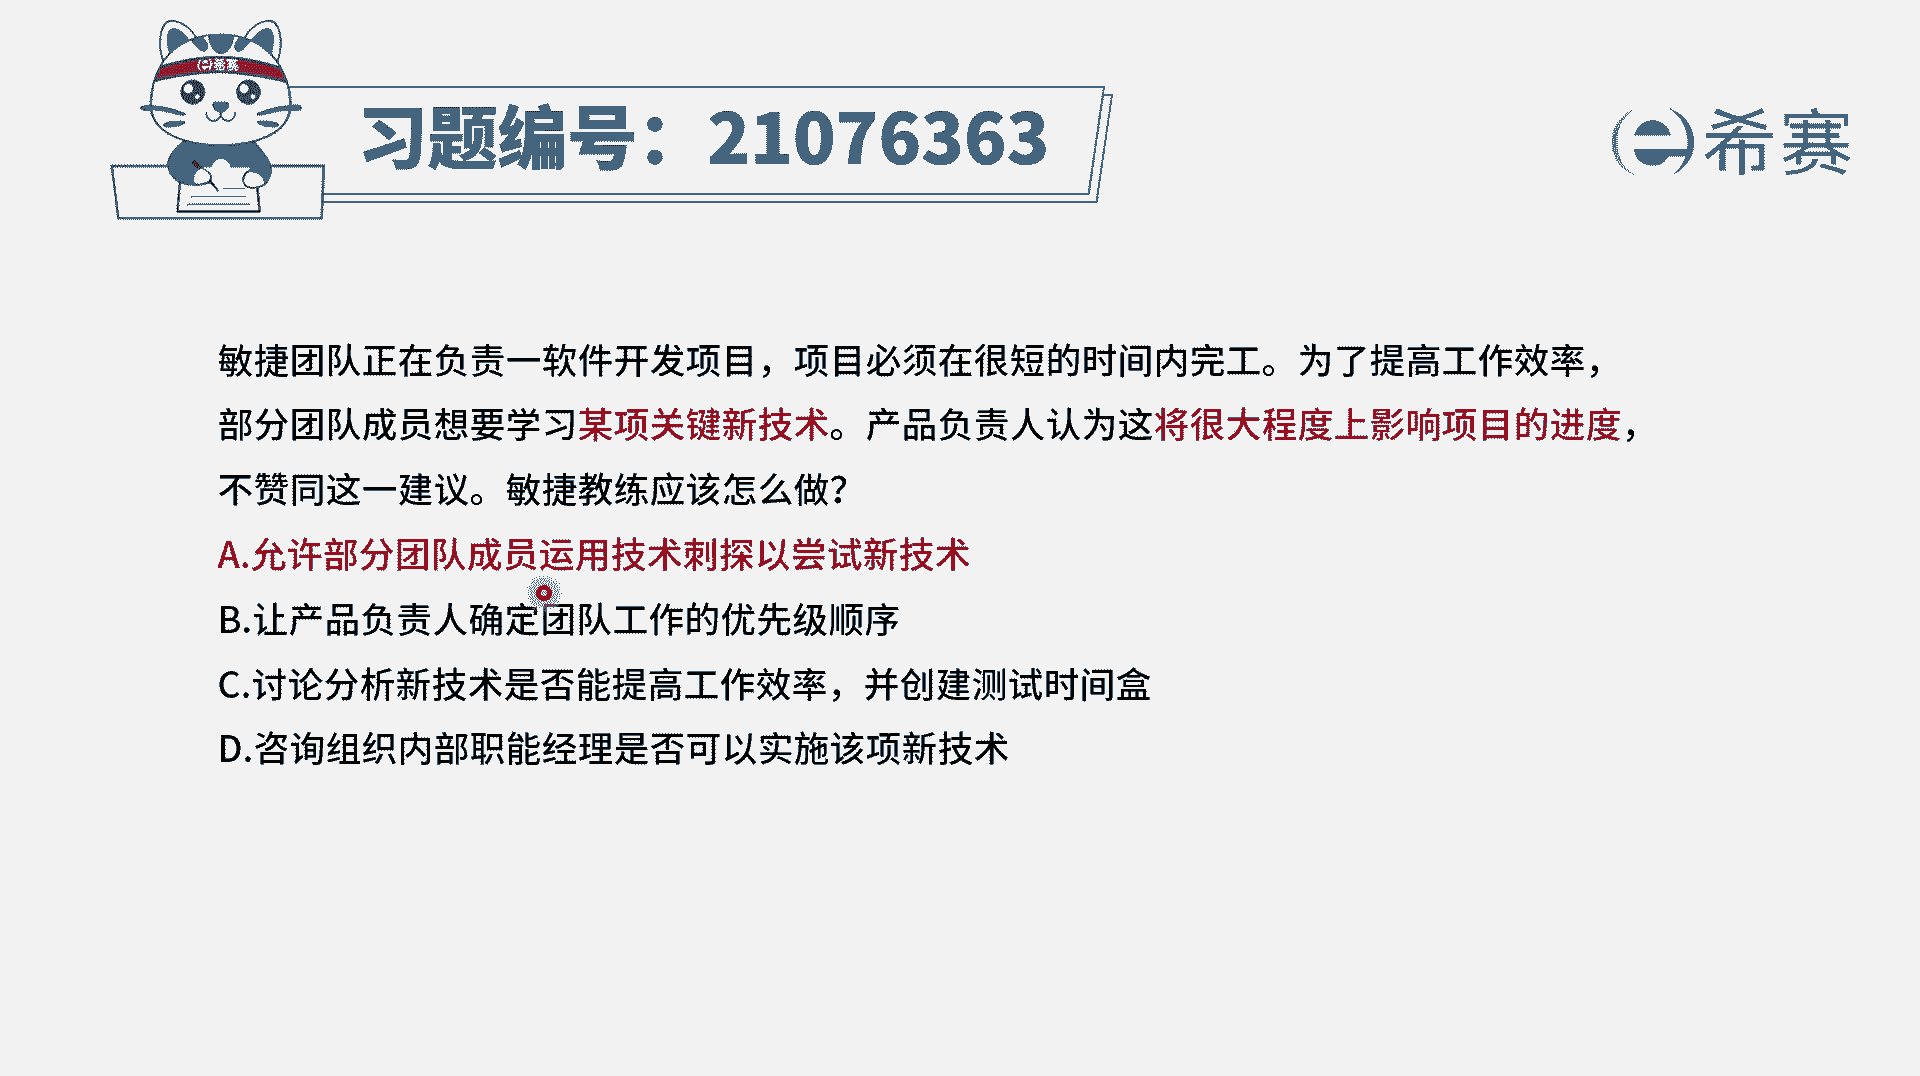 希赛
习题编号：21076363
希赛
敏捷团队正在负责一软件开发项目，项目必须在很短的时间内完工。为了提高工作效率，
部分团队成员想要学习某项关键新技术。产品负责人认为这将很大程度上影响项目的进度，
不赞同这一建议。敏捷教练应该怎么做？
A.允许部分团队成员运用技术刺探以尝试新技术
B.让产品负责人确定团队工作的优先级顺序
C.讨论分析新技术是否能提高工作效率，并创建测试时间盒
D.咨询组织内部职能经理是否可以实施该项新技术